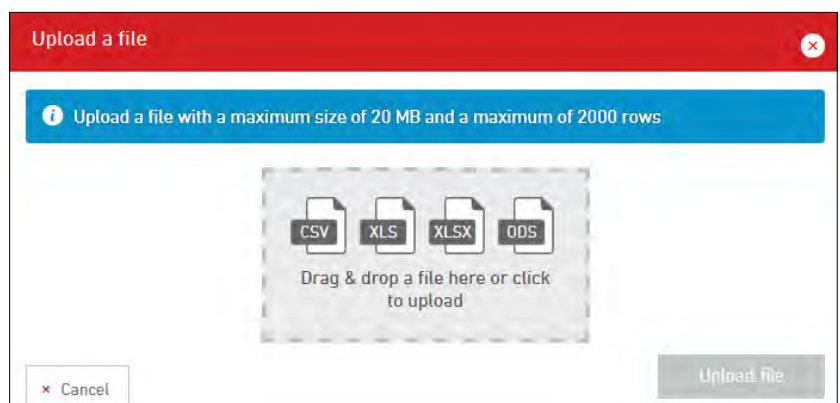 Upload a file
Upload a file with a maximum size of 20 MB and a maximum of 2000 rows
CSV XLS XLSX ODS
Drag & drop a file here or click
to upload
Upload file
× Cancel